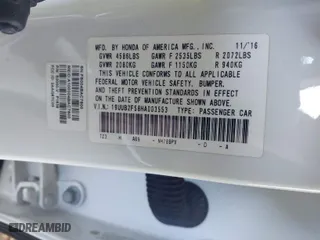 MFD. BY HONDA OF AMERICA MFG., INC. 11/16
GVWR 4586LBS GAWR F 2535LBS R 2072LBS
GVWR 2080KG GAWR F 1150KG R 940KG
THIS VEHICLE CONFORMS TO ALL APPLICABLE
FEDERAL MOTOR VEHICLE SAFETY, BUMPER,
AND THEFT PREVENTION STANDARDS IN EFFECT
ON THE DATE OF MANUFACTURE SHOWN ABOVE.
V.I.N. 19UUB2F58HA003553 TYPE: PASSENGER CAR
DREAMBID